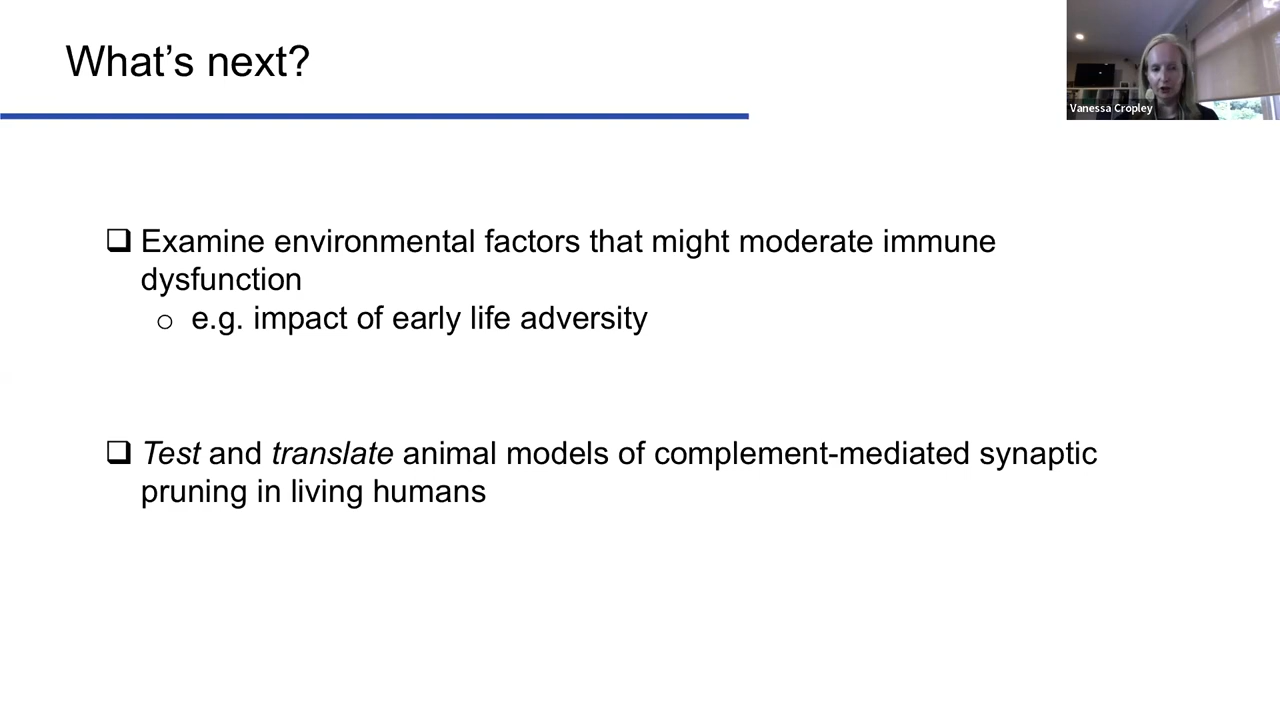 What’s next?
Vanessa Cropley
❑ Examine environmental factors that might moderate immune
dysfunction
o e.g. impact of early life adversity
❑ Test and translate animal models of complement-mediated synaptic
pruning in living humans